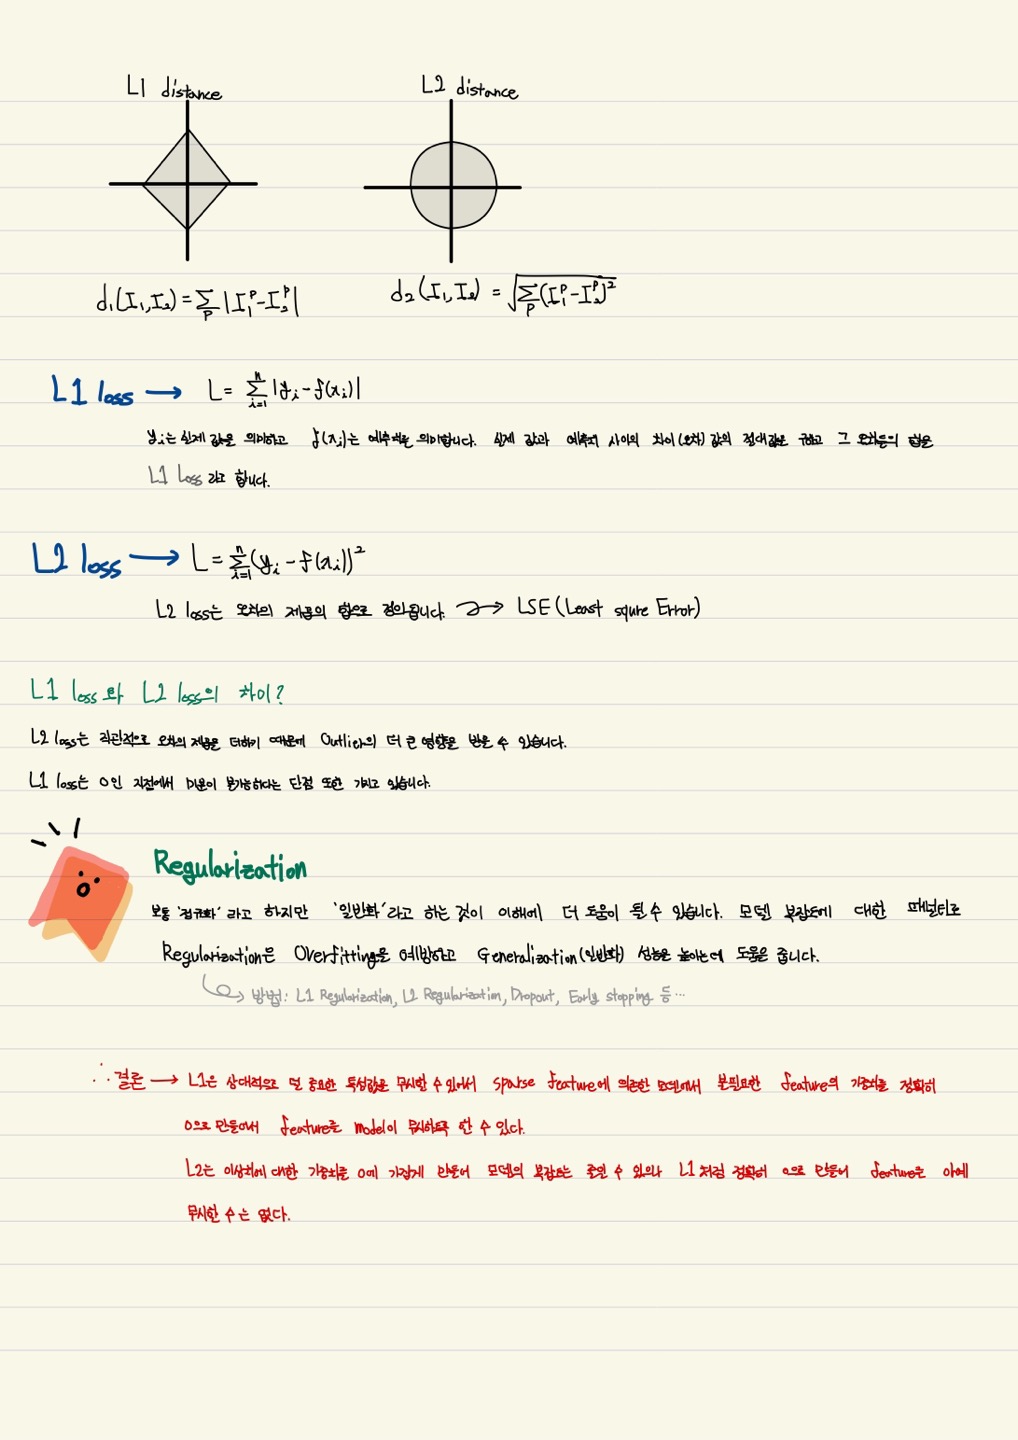 L1 distance
L2 distance
d₁(I₁,I₂) = Σ_P |I₁^P - I₂^P|
d₂(I₁,I₂) = √(Σ_P (I₁^P - I₂^P)²)
L1 loss → L = Σ_{i=1}^{n} |y_i - f(x_i)|
y_i는 실제 값을 의미하고 f(x_i)는 예측값을 의미합니다. 실제 값과 예측치 사이의 차이(오차) 값의 절대값을 구하고 그 오차들의 합을
L1 loss 라고 합니다.
L2 loss → L = Σ_{i=1}^{n} (y_i - f(x_i))²
L2 loss는 오차의 제곱의 합으로 정의됩니다. → LSE (Least squre Error)
L1 loss와 L2 loss의 차이?
L2 loss는 직관적으로 오차의 제곱을 더하기 때문에 Outlier의 더 큰 영향을 받을 수 있습니다.
L1 loss는 0인 지점에서 미분이 불가능하다는 단점 또한 가지고 있습니다.
Regularization
보통 '정규화' 라고 하지만 '일반화'라고 하는 것이 이해에 더 도움이 될 수 있습니다. 모델 복잡도에 대한 패널티로
Regularization은 Overfitting을 예방하고 Generalization(일반화) 성능을 높이는데 도움을 줍니다.
↪ 방법: L1 Regularization, L2 Regularization, Dropout, Early stopping 등...
∴ 결론 → L1은 상대적으로 덜 중요한 특성값을 무시할 수 있어서 sparse feature에 의존한 모델에서 불필요한 feature의 가중치를 정확히
0으로 만들어서 feature를 model이 무시하도록 할 수 있다.
L2는 이상치에 대한 가중치를 0에 가깝게 만들어 모델의 복잡도는 줄일 수 있으나 L1처럼 정확히 0으로 만들어 feature를 아예
무시할 수는 없다.